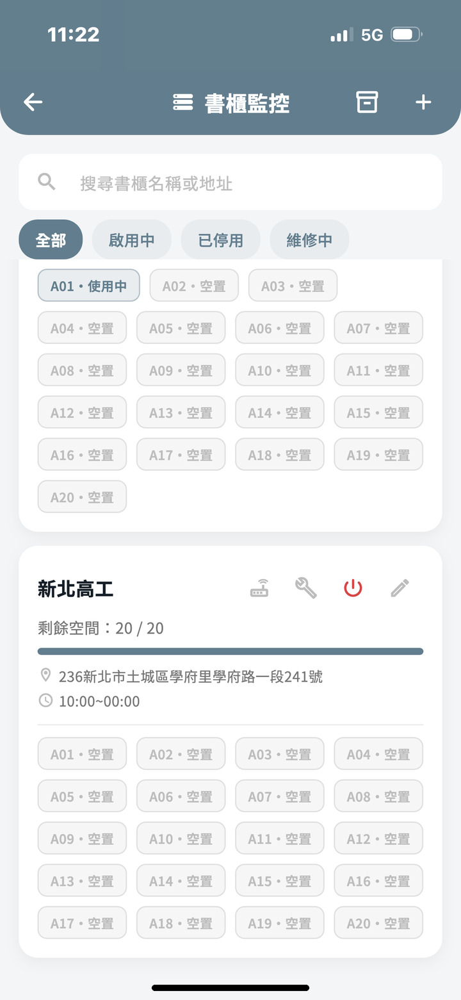 11:22 5G
書櫃監控
搜尋書櫃名稱或地址
全部 啟用中 已停用 維修中
A01・使用中 A02・空置 A03・空置
A04・空置 A05・空置 A06・空置 A07・空置
A08・空置 A09・空置 A10・空置 A11・空置
A12・空置 A13・空置 A14・空置 A15・空置
A16・空置 A17・空置 A18・空置 A19・空置
A20・空置
新北高工
剩餘空間：20 / 20
236新北市土城區學府里學府路一段241號
10:00~00:00
A01・空置 A02・空置 A03・空置 A04・空置
A05・空置 A06・空置 A07・空置 A08・空置
A09・空置 A10・空置 A11・空置 A12・空置
A13・空置 A14・空置 A15・空置 A16・空置
A17・空置 A18・空置 A19・空置 A20・空置